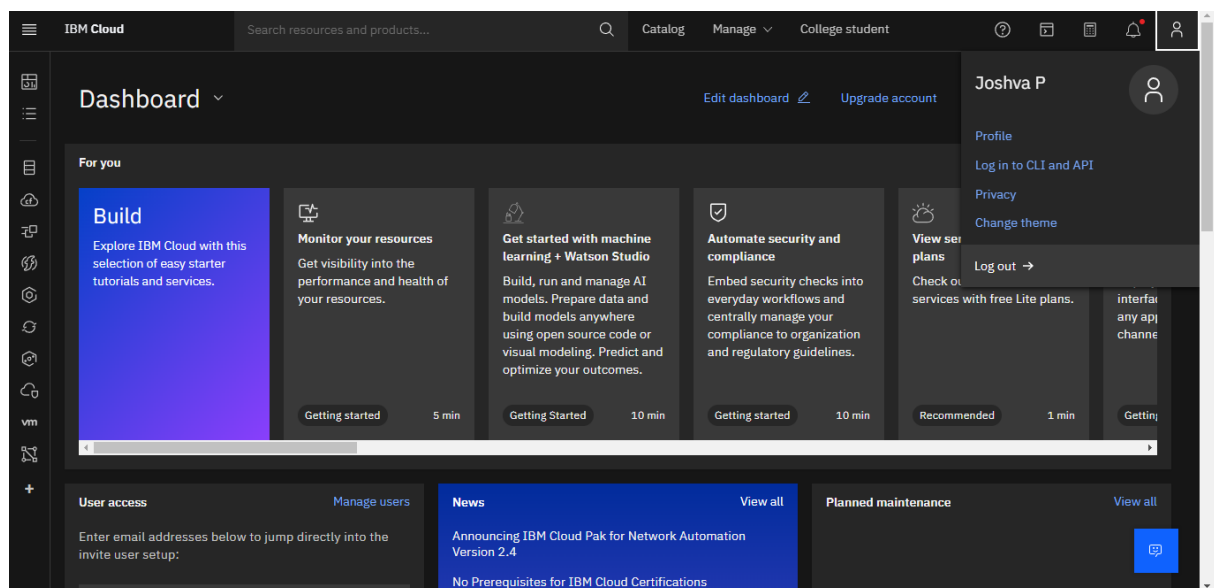 IBM Cloud
Search resources and products...
Catalog
Manage
College student
Joshva P
Profile
Log in to CLI and API
Privacy
Change theme
Log out →
Dashboard
Edit dashboard
Upgrade account
For you
Build
Explore IBM Cloud with this
selection of easy starter
tutorials and services.
Monitor your resources
Get visibility into the
performance and health of
your resources.
Getting started
5 min
Get started with machine
learning + Watson Studio
Build, run and manage AI
models. Prepare data and
build models anywhere
using open source code or
visual modeling. Predict and
optimize your outcomes.
Getting Started
10 min
Automate security and
compliance
Embed security checks into
everyday workflows and
centrally manage your
compliance to organization
and regulatory guidelines.
Getting started
10 min
View ser
plans
Check ou
services with free Lite plans.
Recommended
1 min
interfac
any app
channe
Getting
vm
User access
Manage users
Enter email addresses below to jump directly into the
invite user setup:
News
View all
Announcing IBM Cloud Pak for Network Automation
Version 2.4
No Prerequisites for IBM Cloud Certifications
Planned maintenance
View all